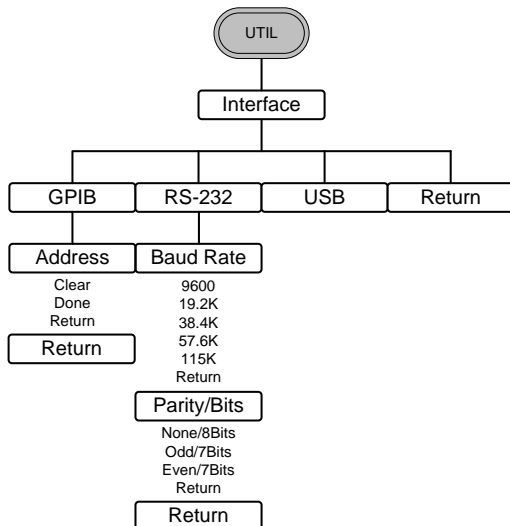 UTIL
Interface
GPIB
RS-232
USB
Return
Address
Clear
Done
Return
Return
Baud Rate
9600
19.2K
38.4K
57.6K
115K
Return
Parity/Bits
None/8Bits
Odd/7Bits
Even/7Bits
Return
Return